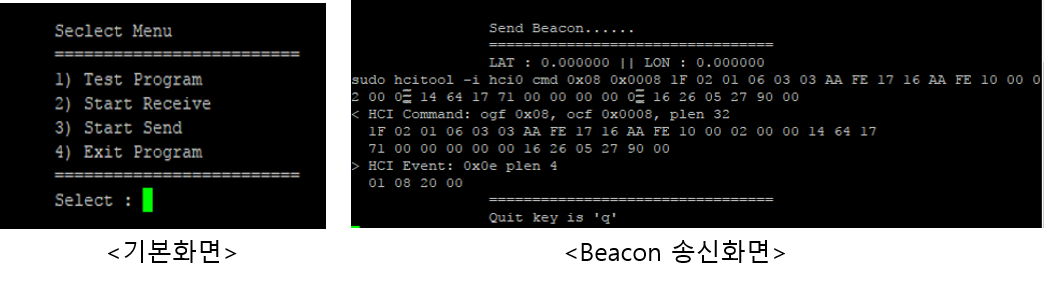 Seclect Menu
=========================
1) Test Program
2) Start Receive
3) Start Send
4) Exit Program
=========================
Select :
<기본화면>
Send Beacon......
================================
LAT : 0.000000 || LON : 0.000000
sudo hcitool -i hci0 cmd 0x08 0x0008 1F 02 01 06 03 03 AA FE 17 16 AA FE 10 00 0
2 00 0 14 64 17 71 00 00 00 00 0 16 26 05 27 90 00
< HCI Command: ogf 0x08, ocf 0x0008, plen 32
1F 02 01 06 03 03 AA FE 17 16 AA FE 10 00 02 00 00 14 64 17
71 00 00 00 00 00 16 26 05 27 90 00
> HCI Event: 0x0e plen 4
01 08 20 00
================================
Quit key is 'q'
<Beacon 송신화면>